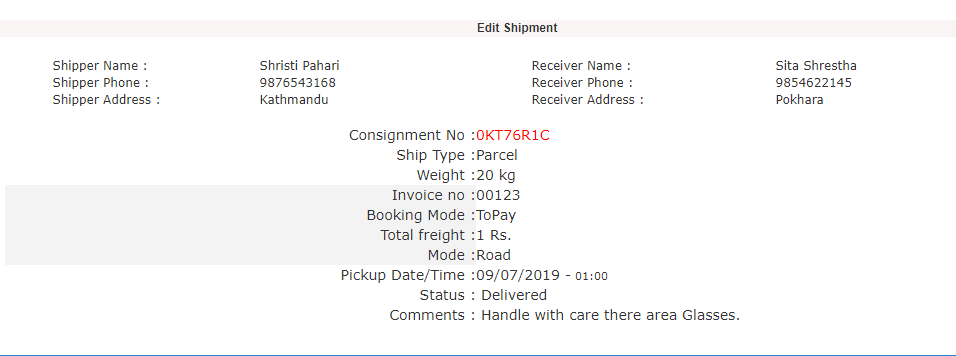 Edit Shipment
Shipper Name : Shristi Pahari Receiver Name : Sita Shrestha
Shipper Phone : 9876543168 Receiver Phone : 9854622145
Shipper Address : Kathmandu Receiver Address : Pokhara
Consignment No :0KT76R1C
Ship Type :Parcel
Weight :20 kg
Invoice no :00123
Booking Mode :ToPay
Total freight :1 Rs.
Mode :Road
Pickup Date/Time :09/07/2019 - 01:00
Status : Delivered
Comments : Handle with care there area Glasses.